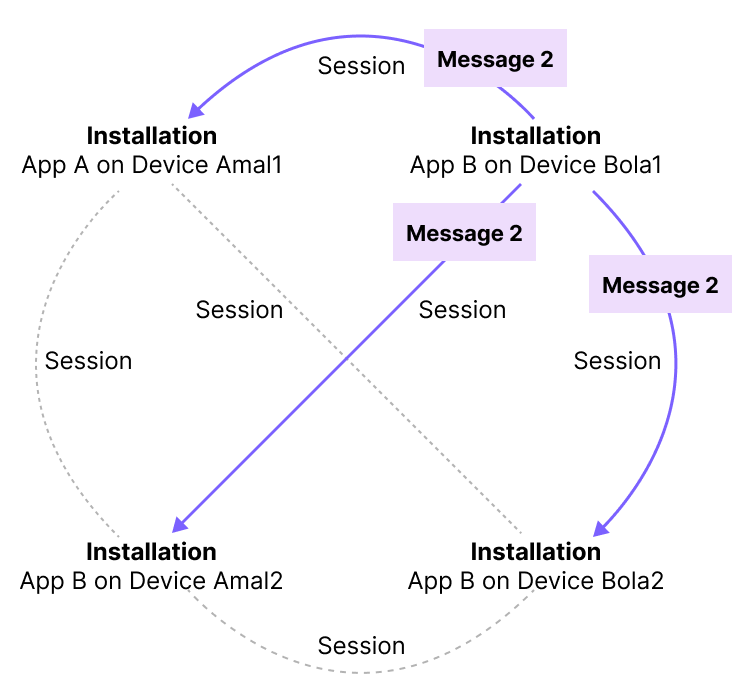 Message 2
Session
Installation
App A on Device Amal1
Installation
App B on Device Bola1
Message 2
Message 2
Session
Session
Session
Session
Installation
App B on Device Amal2
Installation
App B on Device Bola2
Session